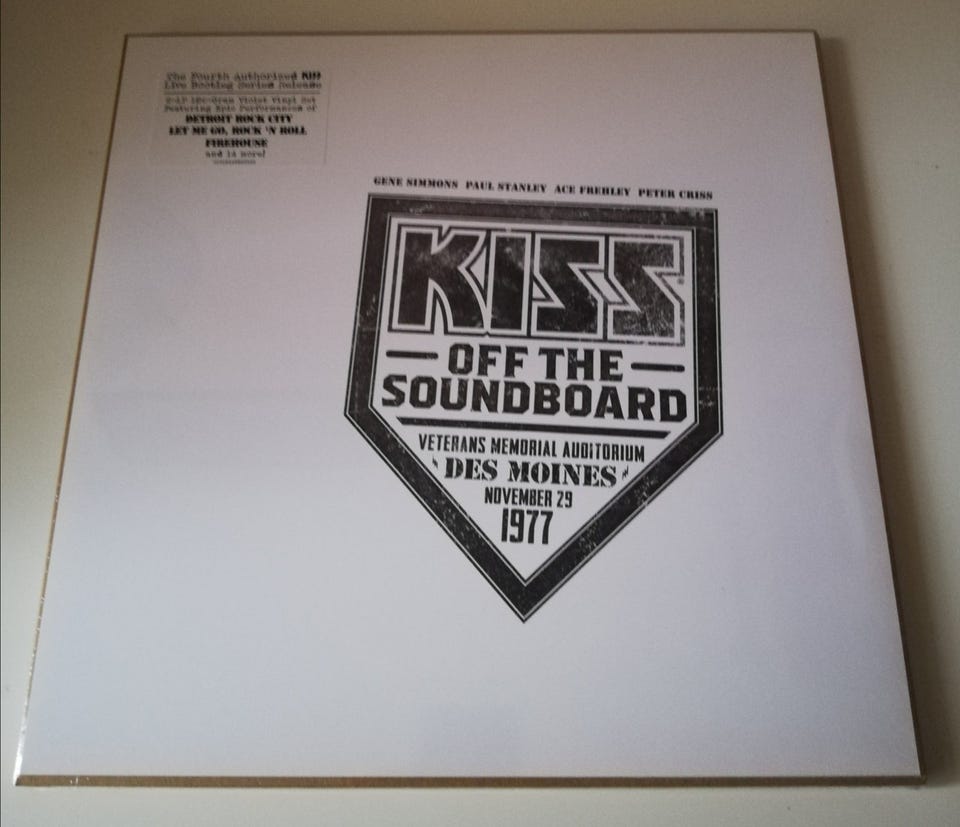 The Fourth Authorized KISS
Live Bootleg Series Release
2-LP 180-Gram Violet Vinyl Set
Featuring Epic Performances of
DETROIT ROCK CITY
LET ME GO, ROCK 'N ROLL
FIREHOUSE
and 14 more!
GENE SIMMONS PAUL STANLEY ACE FREHLEY PETER CRISS
KISS
OFF THE
SOUNDBOARD
VETERANS MEMORIAL AUDITORIUM
DES MOINES
NOVEMBER 29
1977